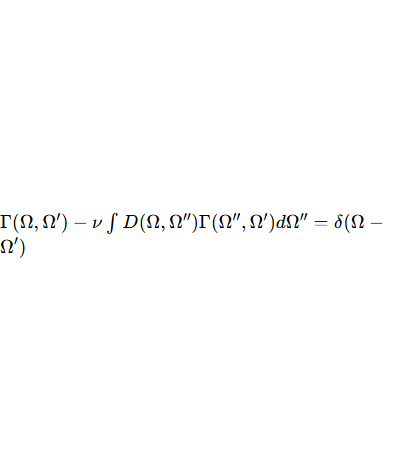 Γ(Ω, Ω′) − ν ∫ D(Ω, Ω′′)Γ(Ω′′, Ω′)dΩ′′ = δ(Ω −
Ω′)